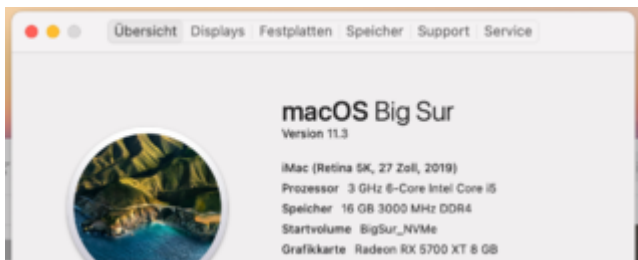 Übersicht Displays Festplatten Speicher Support Service
macOS Big Sur
Version 11.3
iMac (Retina 5K, 27 Zoll, 2019)
Prozessor 3 GHz 6-Core Intel Core i5
Speicher 16 GB 3000 MHz DDR4
Startvolume BigSur_NVMe
Grafikkarte Radeon RX 5700 XT 8 GB